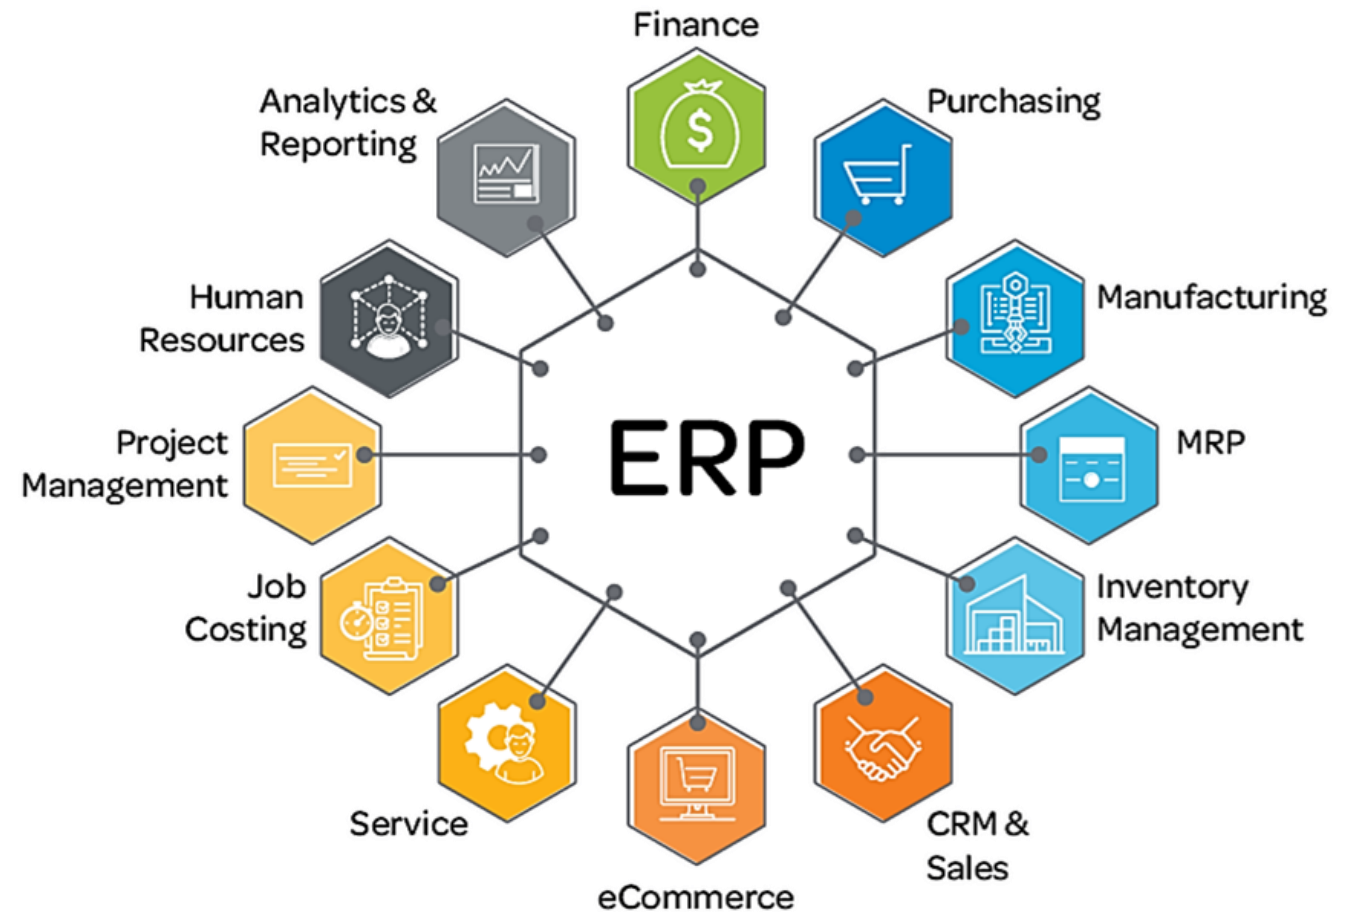 Finance
Analytics &
Reporting
Purchasing
Human
Resources
Manufacturing
Project
Management
ERP
MRP
Job
Costing
Inventory
Management
Service
CRM &
Sales
eCommerce
$